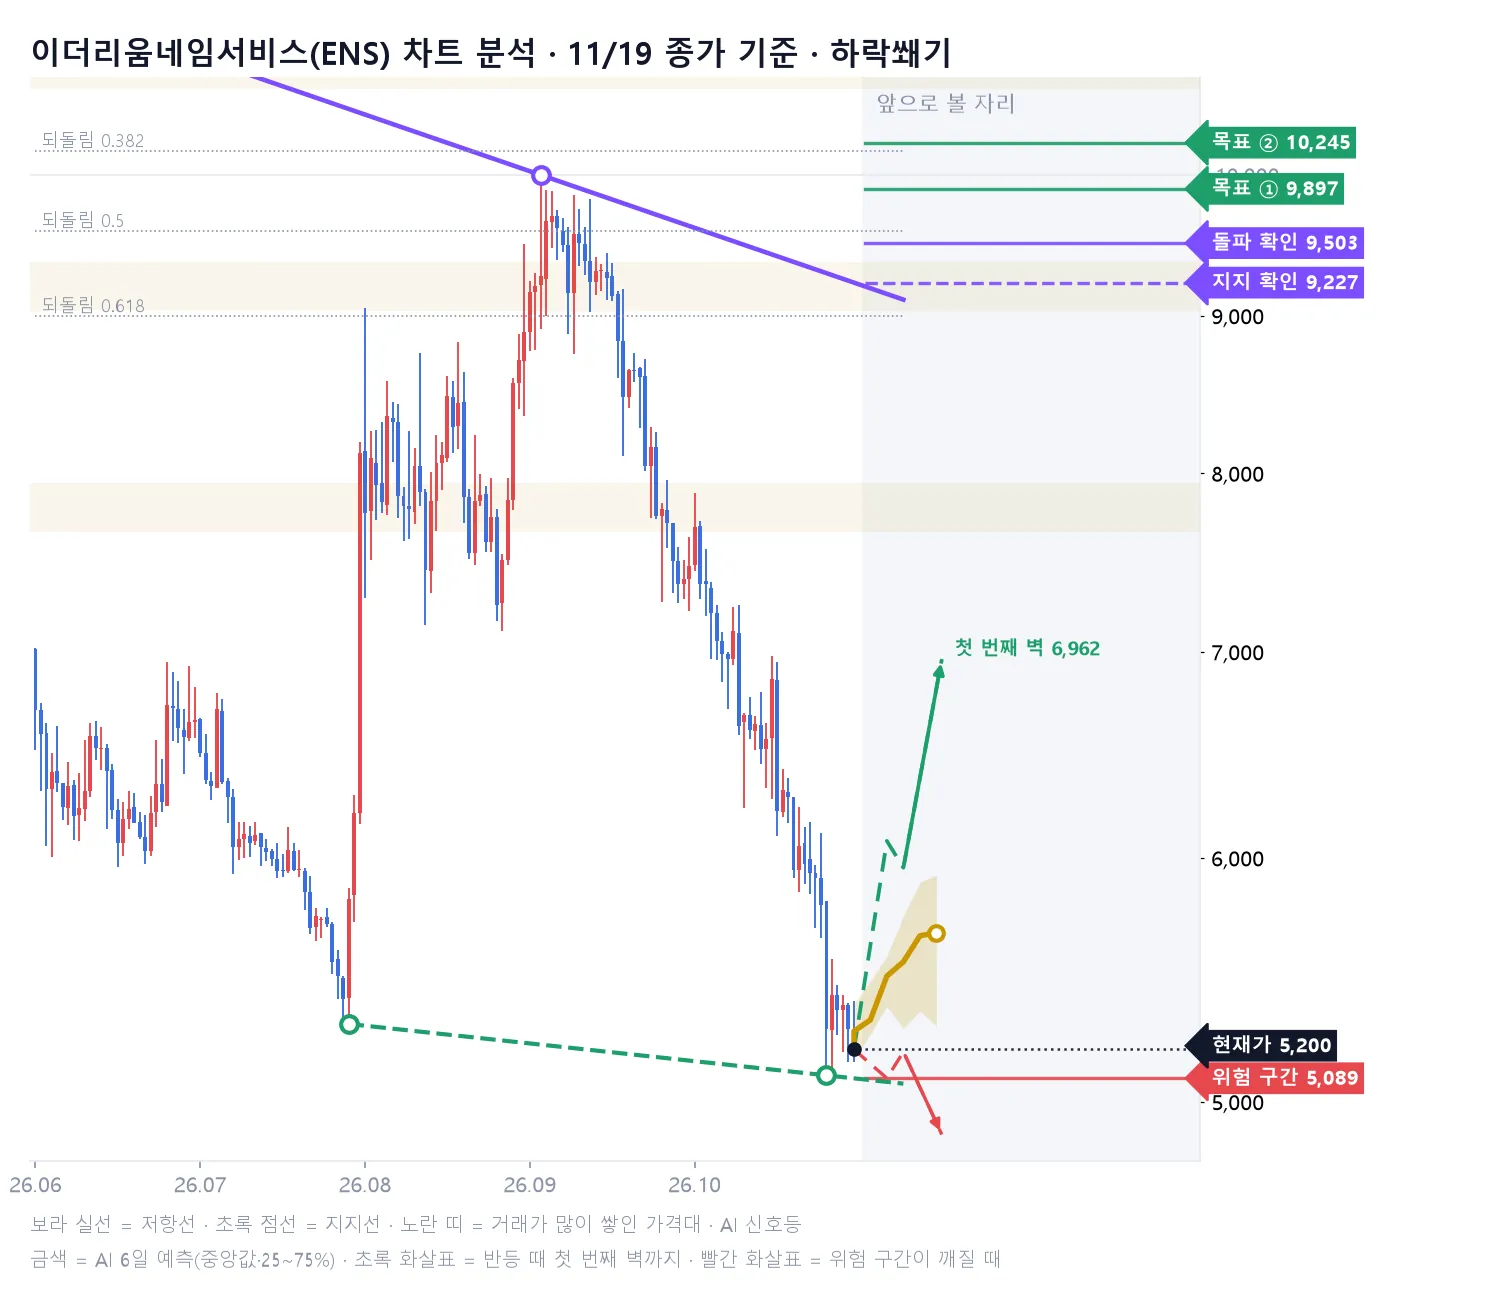 이더리움네임서비스(ENS) 차트 분석 · 11/19 종가 기준 · 하락쐐기
앞으로 볼 자리
되돌림 0.382
목표 ② 10,245
목표 ① 9,897
되돌림 0.5
돌파 확인 9,503
지지 확인 9,227
되돌림 0.618
9,000
8,000
첫 번째 벽 6,962
7,000
6,000
현재가 5,200
위험 구간 5,089
5,000
26.06
26.07
26.08
26.09
26.10
보라 실선 = 저항선 · 초록 점선 = 지지선 · 노란 띠 = 거래가 많이 쌓인 가격대 · AI 신호등
금색 = AI 6일 예측(중앙값·25~75%) · 초록 화살표 = 반등 때 첫 번째 벽까지 · 빨간 화살표 = 위험 구간이 깨질 때